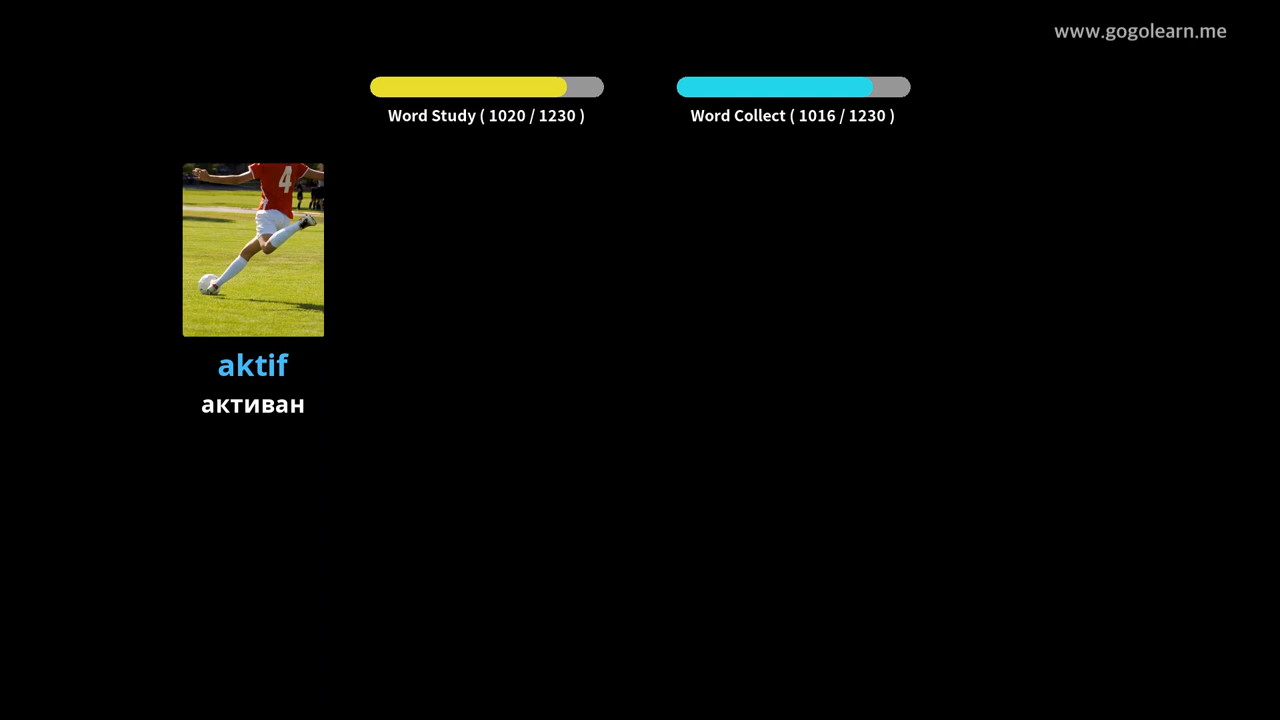 www.gogolearn.me
Word Study ( 1020 / 1230 )
Word Collect ( 1016 / 1230 )
4
aktif
активан